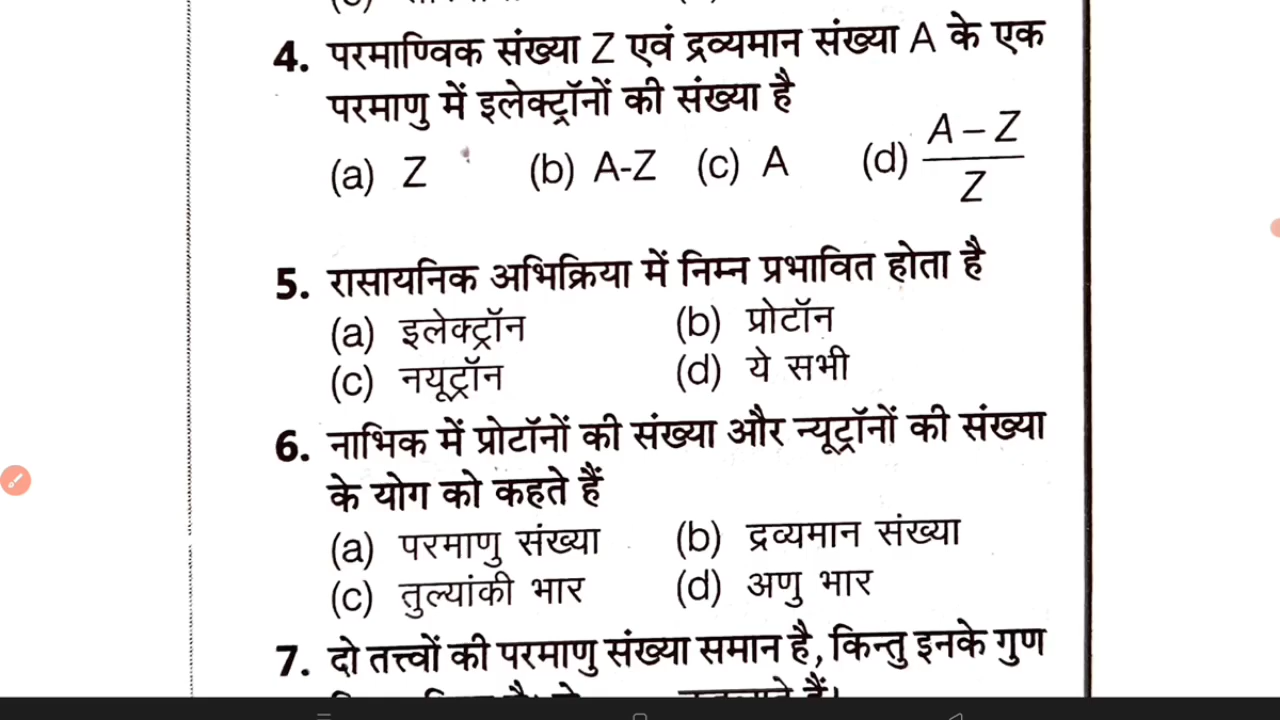 4. परमाण्विक संख्या Z एवं द्रव्यमान संख्या A के एक
परमाणु में इलेक्ट्रॉनों की संख्या है
(a) Z (b) A-Z (c) A (d) A – Z / Z
5. रासायनिक अभिक्रिया में निम्न प्रभावित होता है
(a) इलेक्ट्रॉन (b) प्रोटॉन
(c) नयूट्रॉन (d) ये सभी
6. नाभिक में प्रोटॉनों की संख्या और न्यूट्रॉनों की संख्या
के योग को कहते हैं
(a) परमाणु संख्या (b) द्रव्यमान संख्या
(c) तुल्यांकी भार (d) अणु भार
7. दो तत्त्वों की परमाणु संख्या समान है, किन्तु इनके गुण